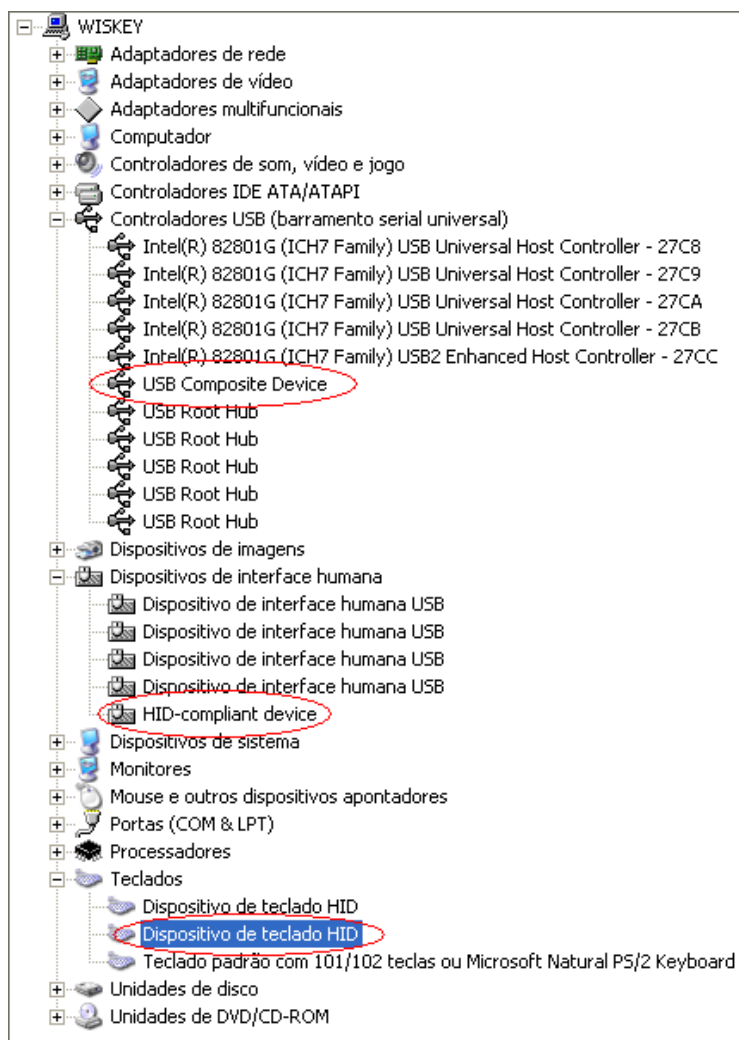 WISKEY
Adaptadores de rede
Adaptadores de vídeo
Adaptadores multifuncionais
Computador
Controladores de som, vídeo e jogo
Controladores IDE ATA/ATAPI
Controladores USB (barramento serial universal)
Intel(R) 82801G (ICH7 Family) USB Universal Host Controller - 27C8
Intel(R) 82801G (ICH7 Family) USB Universal Host Controller - 27C9
Intel(R) 82801G (ICH7 Family) USB Universal Host Controller - 27CA
Intel(R) 82801G (ICH7 Family) USB Universal Host Controller - 27CB
Intel(R) 82801G (ICH7 Family) USB2 Enhanced Host Controller - 27CC
USB Composite Device
USB Root Hub
USB Root Hub
USB Root Hub
USB Root Hub
USB Root Hub
Dispositivos de imagens
Dispositivos de interface humana
Dispositivo de interface humana USB
Dispositivo de interface humana USB
Dispositivo de interface humana USB
Dispositivo de interface humana USB
HID-compliant device
Dispositivos de sistema
Monitores
Mouse e outros dispositivos apontadores
Portas (COM & LPT)
Processadores
Teclados
Dispositivo de teclado HID
Dispositivo de teclado HID
Teclado padrão com 101/102 teclas ou Microsoft Natural PS/2 Keyboard
Unidades de disco
Unidades de DVD/CD-ROM